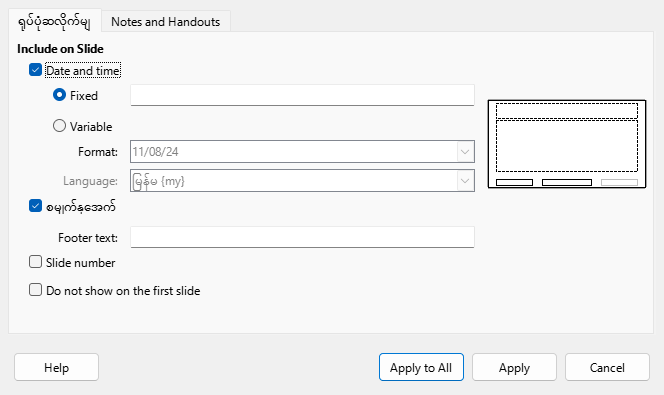 ရုပ်ပုံဆလိုက်မျ
Notes and Handouts
Include on Slide
Date and time
Fixed
Variable
Format:
11/08/24
Language:
မြန်မ {my}
စမျက်နှအောက်
Footer text:
Slide number
Do not show on the first slide
Help
Apply to All
Apply
Cancel